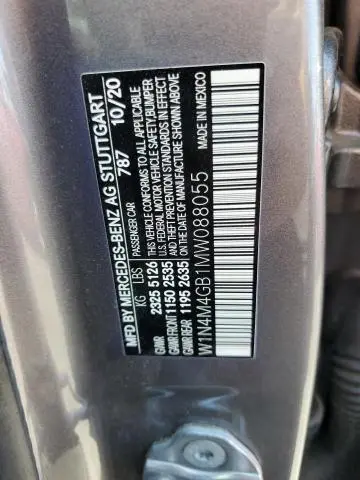 MFD BY MERCEDES-BENZ AG STUTTGART
787 10/20
PASSENGER CAR
KG LBS
GAWR 2325 5126
GAWR FRONT 1150 2535
GAWR REAR 1195 2635
THIS VEHICLE CONFORMS TO ALL APPLICABLE
U.S. FEDERAL MOTOR VEHICLE SAFETY, BUMPER
AND THEFT PREVENTION STANDARDS IN EFFECT
ON THE DATE OF MANUFACTURE SHOWN ABOVE
MADE IN MEXICO
W1N4M4GB1MW088055